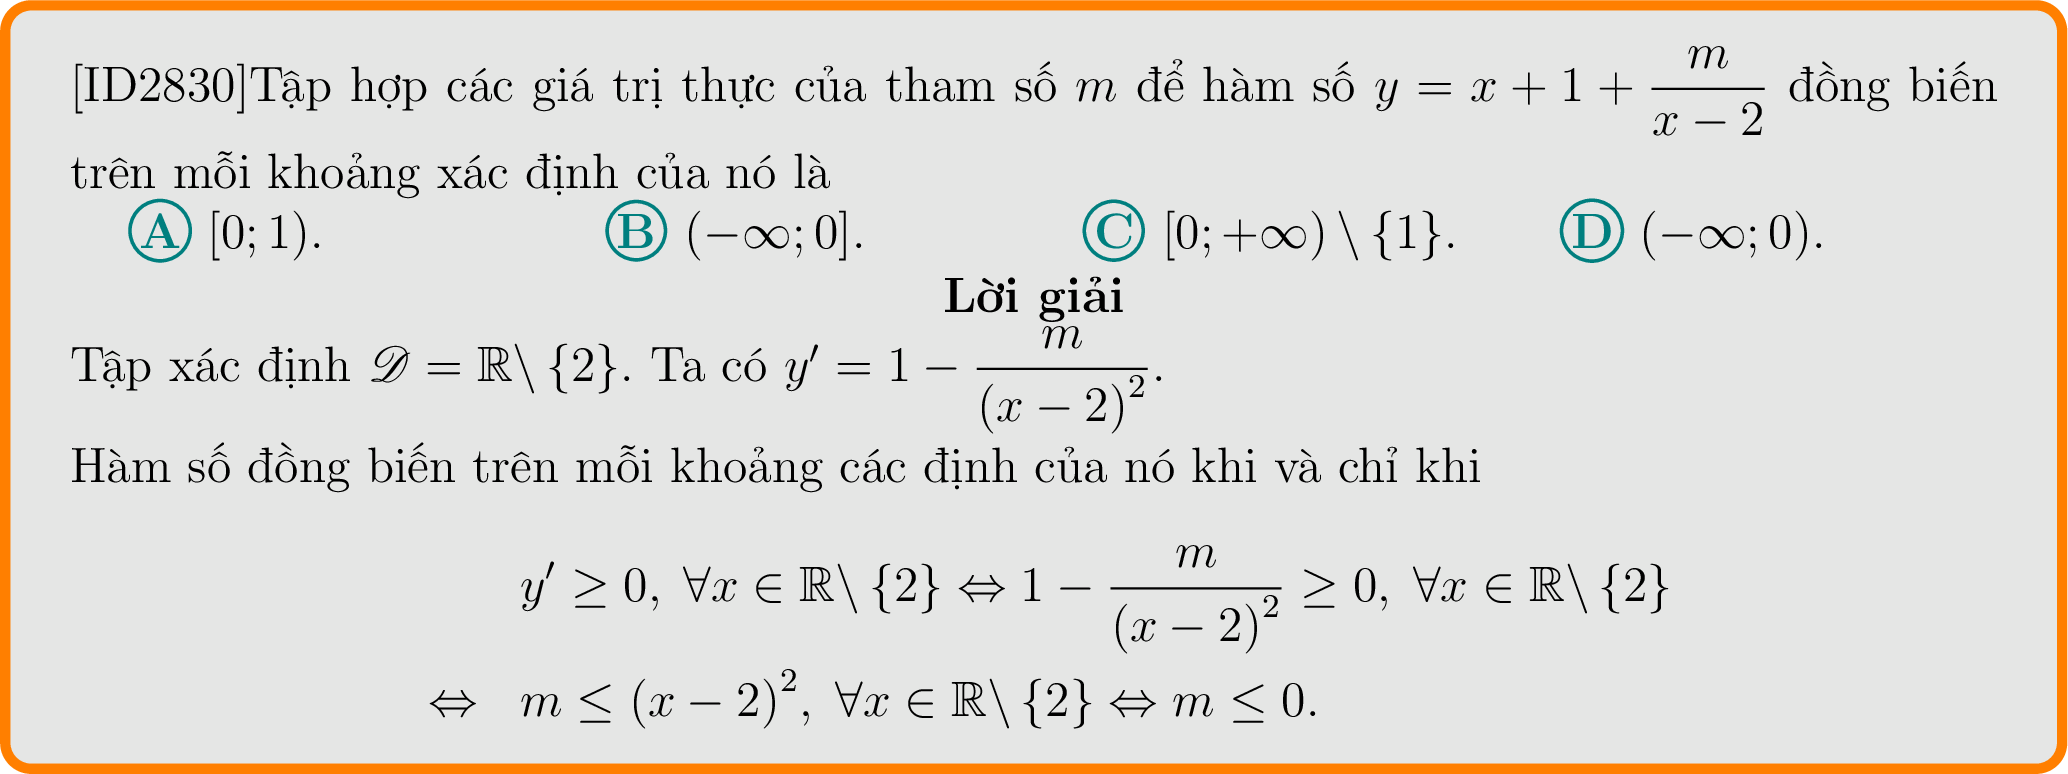 [ID2830]Tập hợp các giá trị thực của tham số $m$ để hàm số $y = x + 1 + \dfrac{m}{x-2}$ đồng biến
trên mỗi khoảng xác định của nó là
Ⓐ $[0; 1)$. Ⓑ $(-\infty; 0]$. Ⓒ $[0; +\infty) \setminus \{1\}$. Ⓓ $(-\infty; 0)$.
Lời giải
Tập xác định $\mathscr{D} = \mathbb{R} \setminus \{2\}$. Ta có $y' = 1 - \dfrac{m}{(x-2)^2}$.
Hàm số đồng biến trên mỗi khoảng các định của nó khi và chỉ khi
$y' \geq 0, \ \forall x \in \mathbb{R} \setminus \{2\} \Leftrightarrow 1 - \dfrac{m}{(x-2)^2} \geq 0, \ \forall x \in \mathbb{R} \setminus \{2\}$
$\Leftrightarrow \ m \leq (x-2)^2, \ \forall x \in \mathbb{R} \setminus \{2\} \Leftrightarrow m \leq 0.$